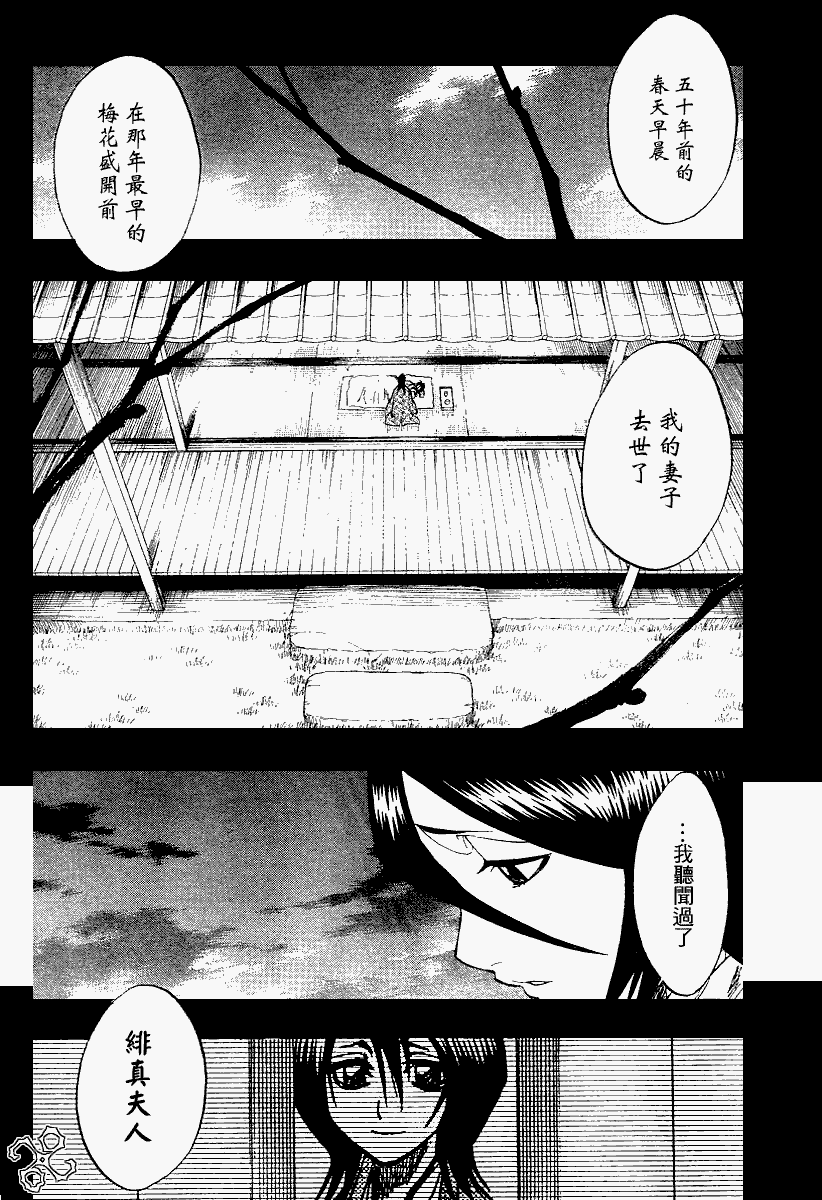 五十年前的
春天早晨
在那年最早的
梅花盛開前
我的妻子
去世了
…我聽聞過了
緋真夫人